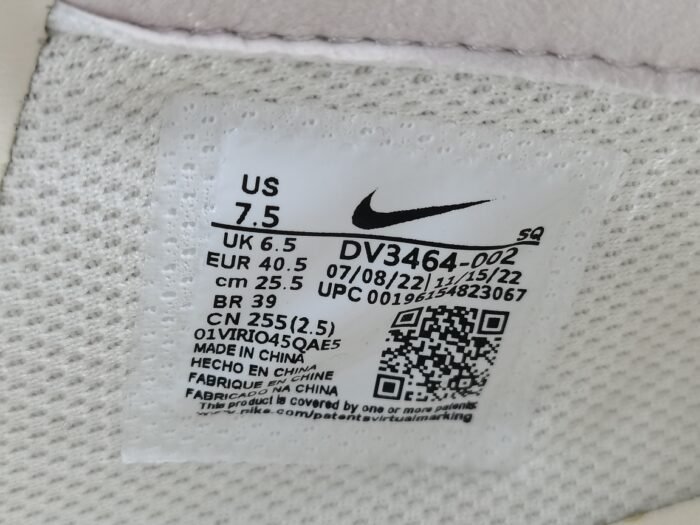 US
7.5
SQ
UK 6.5
DV3464-002
EUR 40.5
07/08/22|11/15/22
cm 25.5
UPC 00196154823067
BR 39
CN 255(2.5)
01VIRIO45QAE5
MADE IN CHINA
HECHO EN CHINA
FABRIQUE EN CHINE
FABRICADO NA CHINA
This product is covered by one or more patents
www.nike.com/patentsvirtualmarking